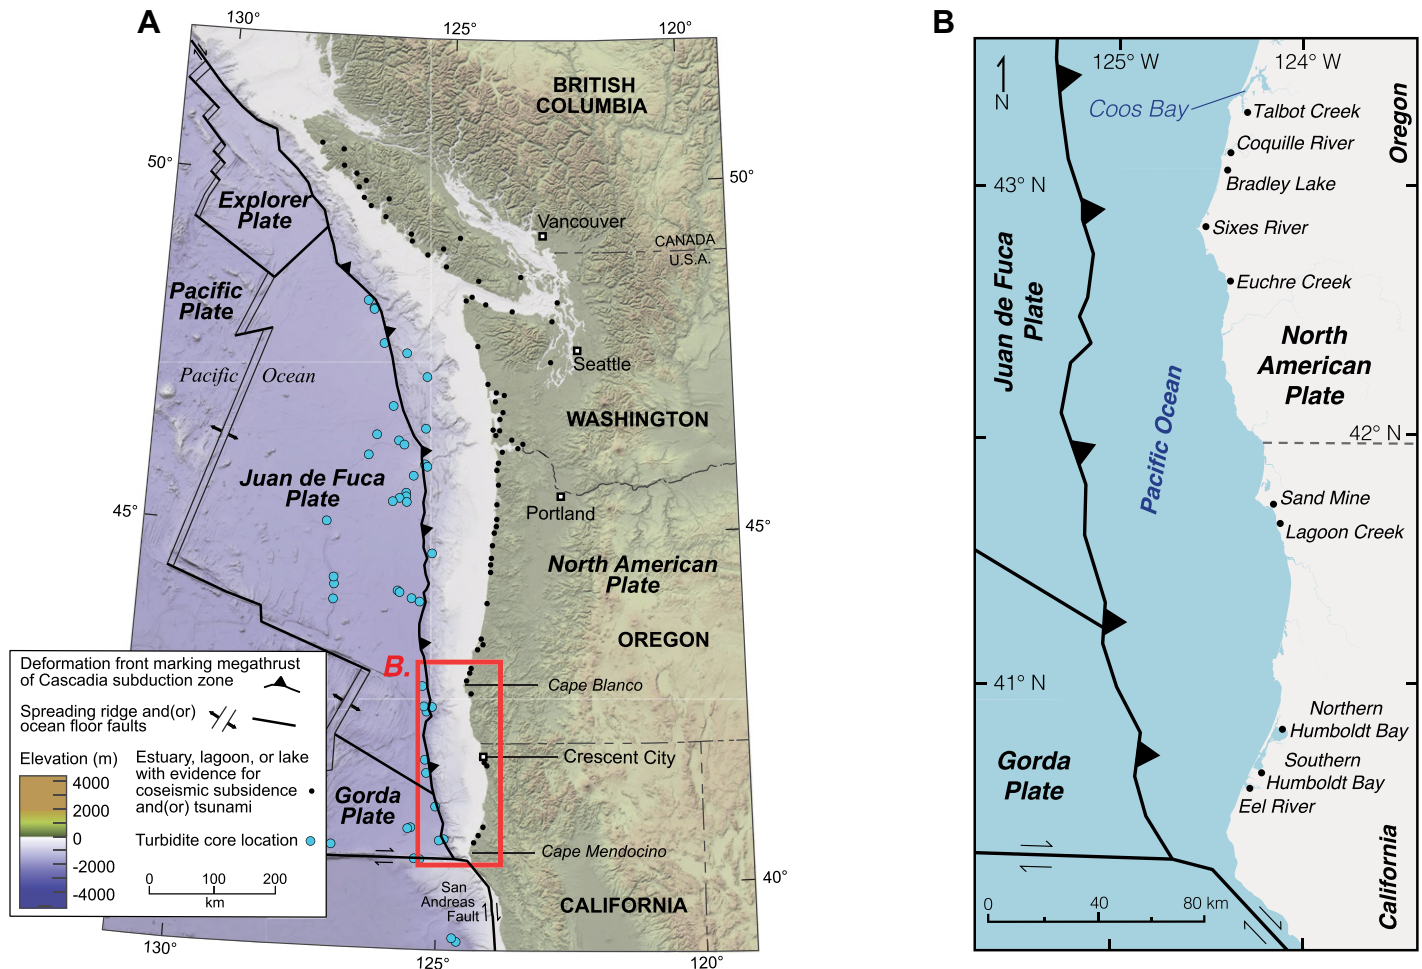 A
130°
125°
120°
BRITISH
COLUMBIA
50°
50°
Explorer
Plate
Vancouver
CANADA
U.S.A.
Pacific
Plate
Seattle
Pacific Ocean
WASHINGTON
Juan de Fuca
Plate
45°
Portland
45°
North American
Plate
OREGON
B.
Cape Blanco
Crescent City
Gorda
Plate
Cape Mendocino
40°
San
Andreas
Fault
CALIFORNIA
130°
125°
120°
Deformation front marking megathrust
of Cascadia subduction zone
Spreading ridge and(or)
ocean floor faults
Elevation (m)
4000
2000
0
-2000
-4000
Estuary, lagoon, or lake
with evidence for
coseismic subsidence
and(or) tsunami
Turbidite core location
0 100 200
km
B
125° W
124° W
N
Coos Bay
Talbot Creek
Oregon
Coquille River
43° N
Bradley Lake
Sixes River
Juan de Fuca
Plate
Euchre Creek
North
American
Plate
Pacific Ocean
42° N
Sand Mine
Lagoon Creek
41° N
Northern
Humboldt Bay
Gorda
Plate
Southern
Humboldt Bay
Eel River
California
0 40 80 km